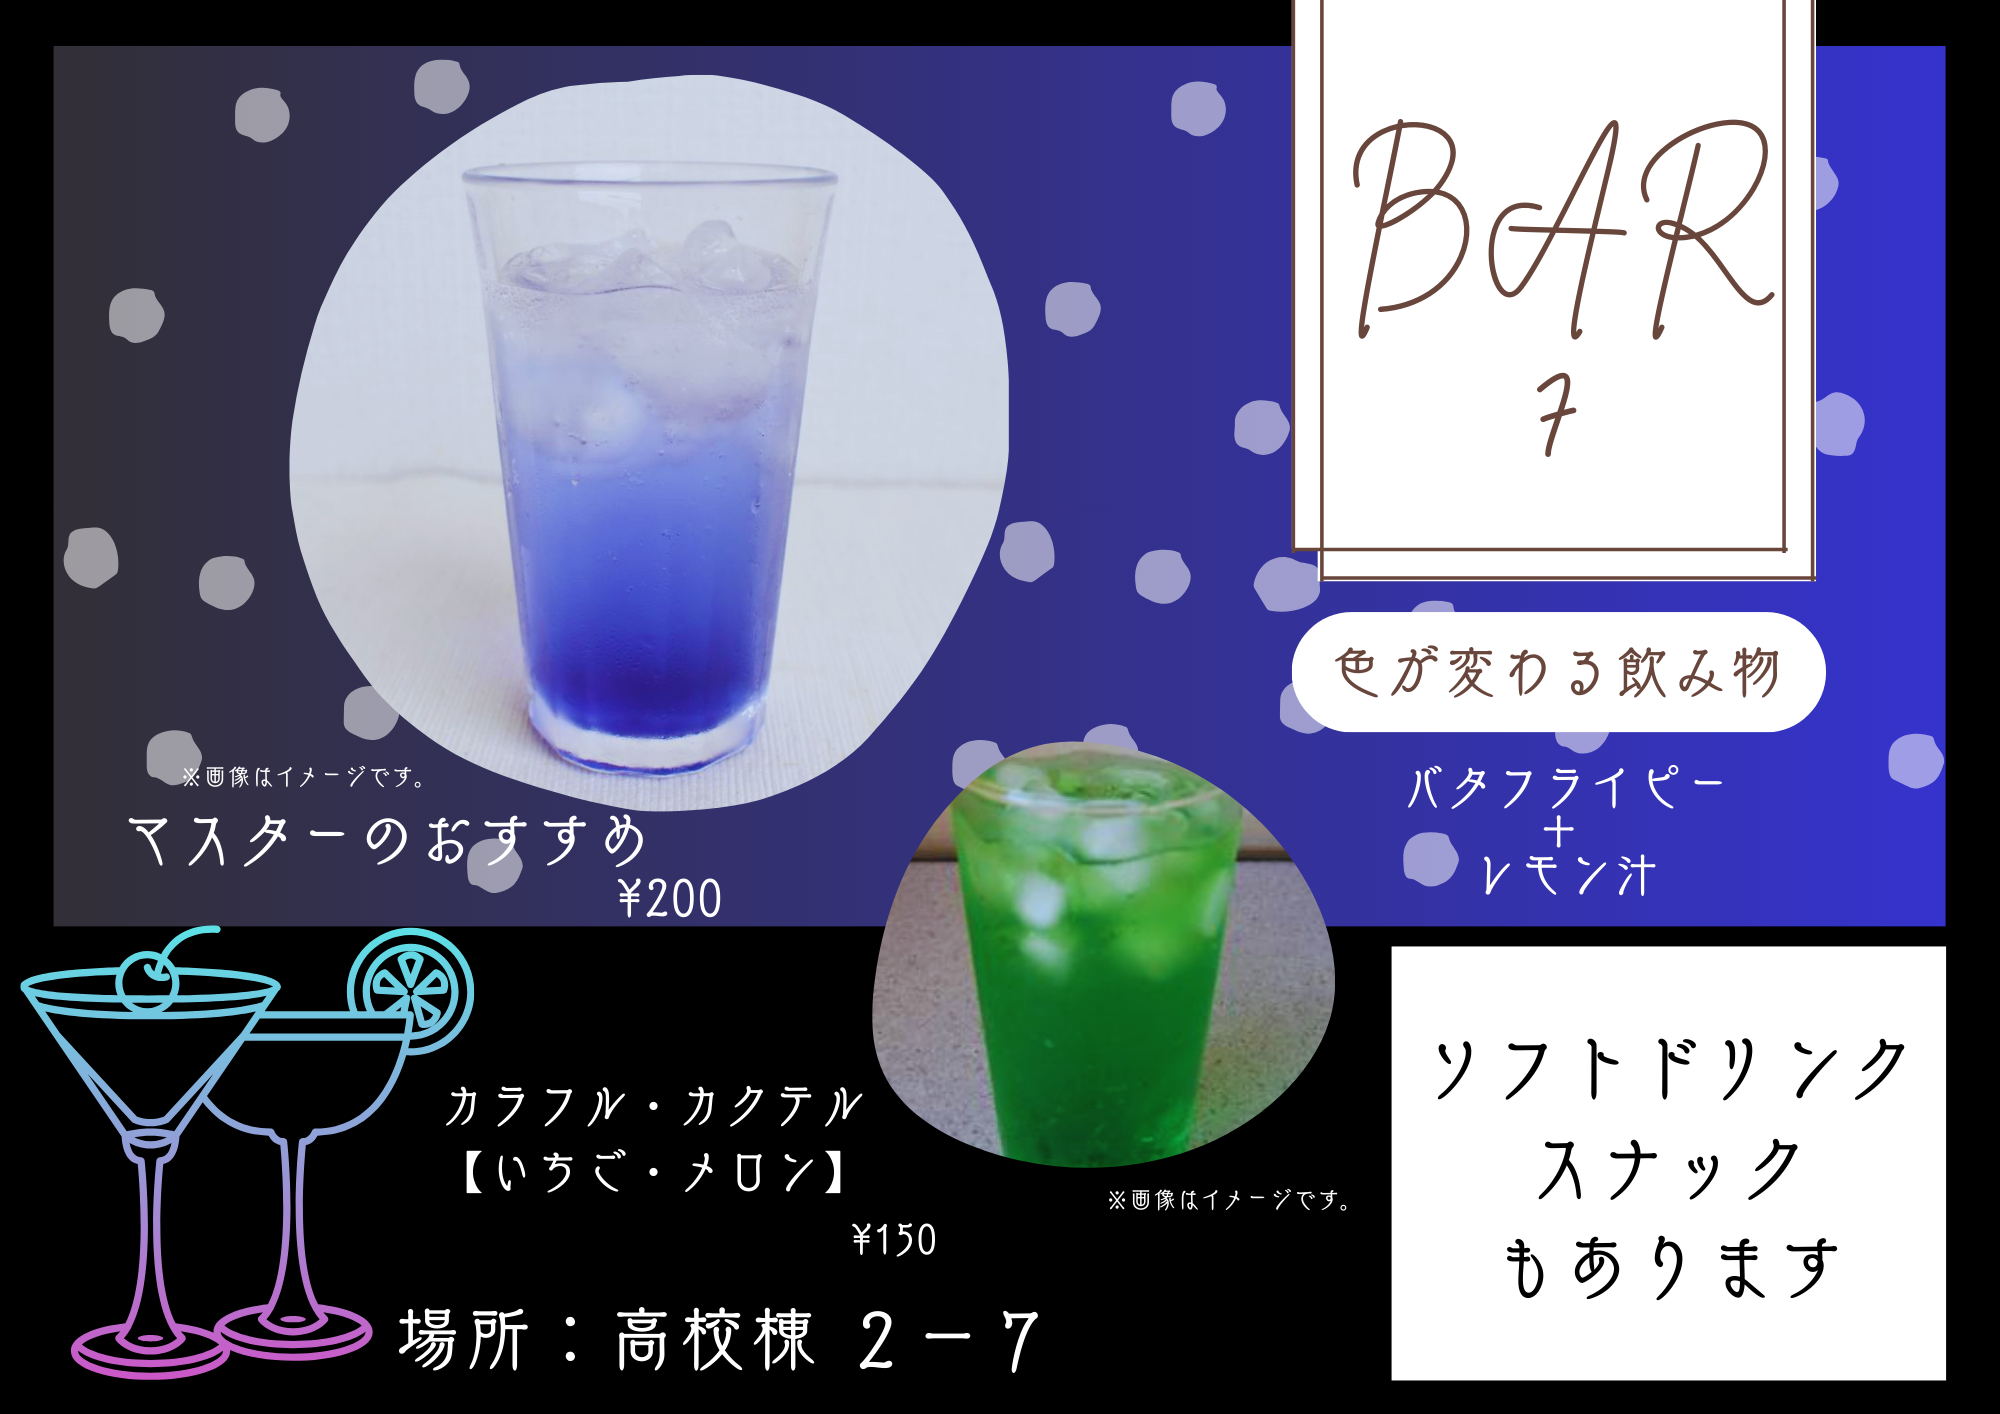 BAR
7
色が変わる飲み物
バタフライピー
+
レモン汁
※画像はイメージです。
マスターのおすすめ
¥200
カラフル・カクテル
【いちご・メロン】
¥150
※画像はイメージです。
場所：高校棟 2－7
ソフトドリンク
スナック
もあります